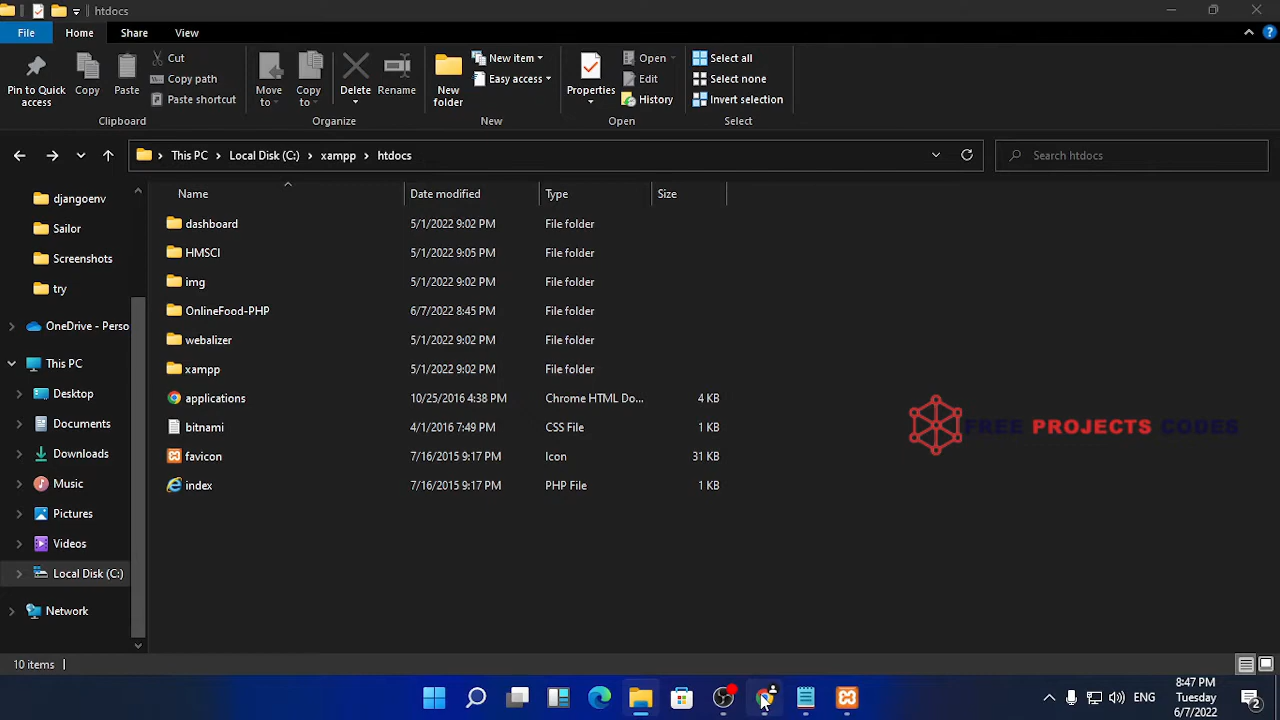 htdocs
File Home Share View
Pin to Quick access
Copy
Paste
Cut
Copy path
Paste shortcut
Clipboard
Move to
Copy to
Delete
Rename
Organize
New folder
New item
Easy access
New
Properties
Open
Edit
History
Open
Select all
Select none
Invert selection
Select
This PC > Local Disk (C:) > xampp > htdocs
Search htdocs
djangoenv
Sailor
Screenshots
try
OneDrive - Perso
This PC
Desktop
Documents
Downloads
Music
Pictures
Videos
Local Disk (C:)
Network
Name Date modified Type Size
dashboard 5/1/2022 9:02 PM File folder
HMSCI 5/1/2022 9:05 PM File folder
img 5/1/2022 9:02 PM File folder
OnlineFood-PHP 6/7/2022 8:45 PM File folder
webalizer 5/1/2022 9:02 PM File folder
xampp 5/1/2022 9:02 PM File folder
applications 10/25/2016 4:38 PM Chrome HTML Do... 4 KB
bitnami 4/1/2016 7:49 PM CSS File 1 KB
favicon 7/16/2015 9:17 PM Icon 31 KB
index 7/16/2015 9:17 PM PHP File 1 KB
FREE PROJECTS CODES
10 items
ENG
8:47 PM
Tuesday
6/7/2022
2